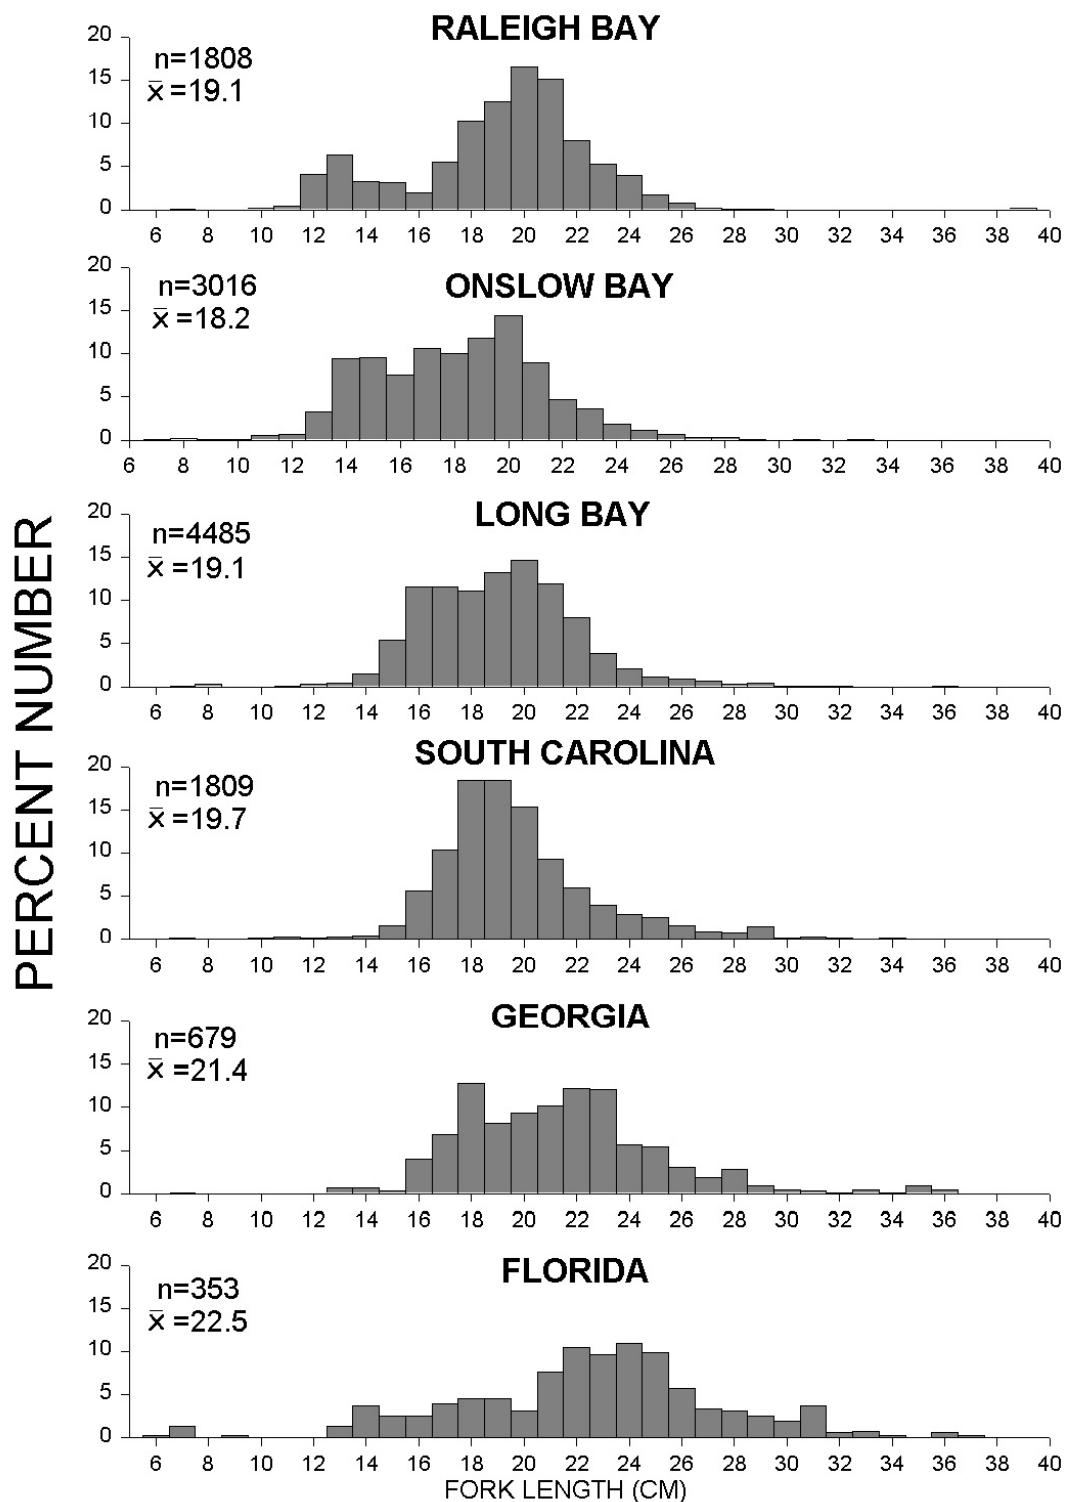 PERCENT NUMBER
RALEIGH BAY
n=1808
x̄=19.1
20
15
10
5
0
6 8 10 12 14 16 18 20 22 24 26 28 30 32 34 36 38 40
ONSLOW BAY
n=3016
x̄=18.2
20
15
10
5
0
6 8 10 12 14 16 18 20 22 24 26 28 30 32 34 36 38 40
LONG BAY
n=4485
x̄=19.1
20
15
10
5
0
6 8 10 12 14 16 18 20 22 24 26 28 30 32 34 36 38 40
SOUTH CAROLINA
n=1809
x̄=19.7
20
15
10
5
0
6 8 10 12 14 16 18 20 22 24 26 28 30 32 34 36 38 40
GEORGIA
n=679
x̄=21.4
20
15
10
5
0
6 8 10 12 14 16 18 20 22 24 26 28 30 32 34 36 38 40
FLORIDA
n=353
x̄=22.5
20
15
10
5
0
6 8 10 12 14 16 18 20 22 24 26 28 30 32 34 36 38 40
FORK LENGTH (CM)